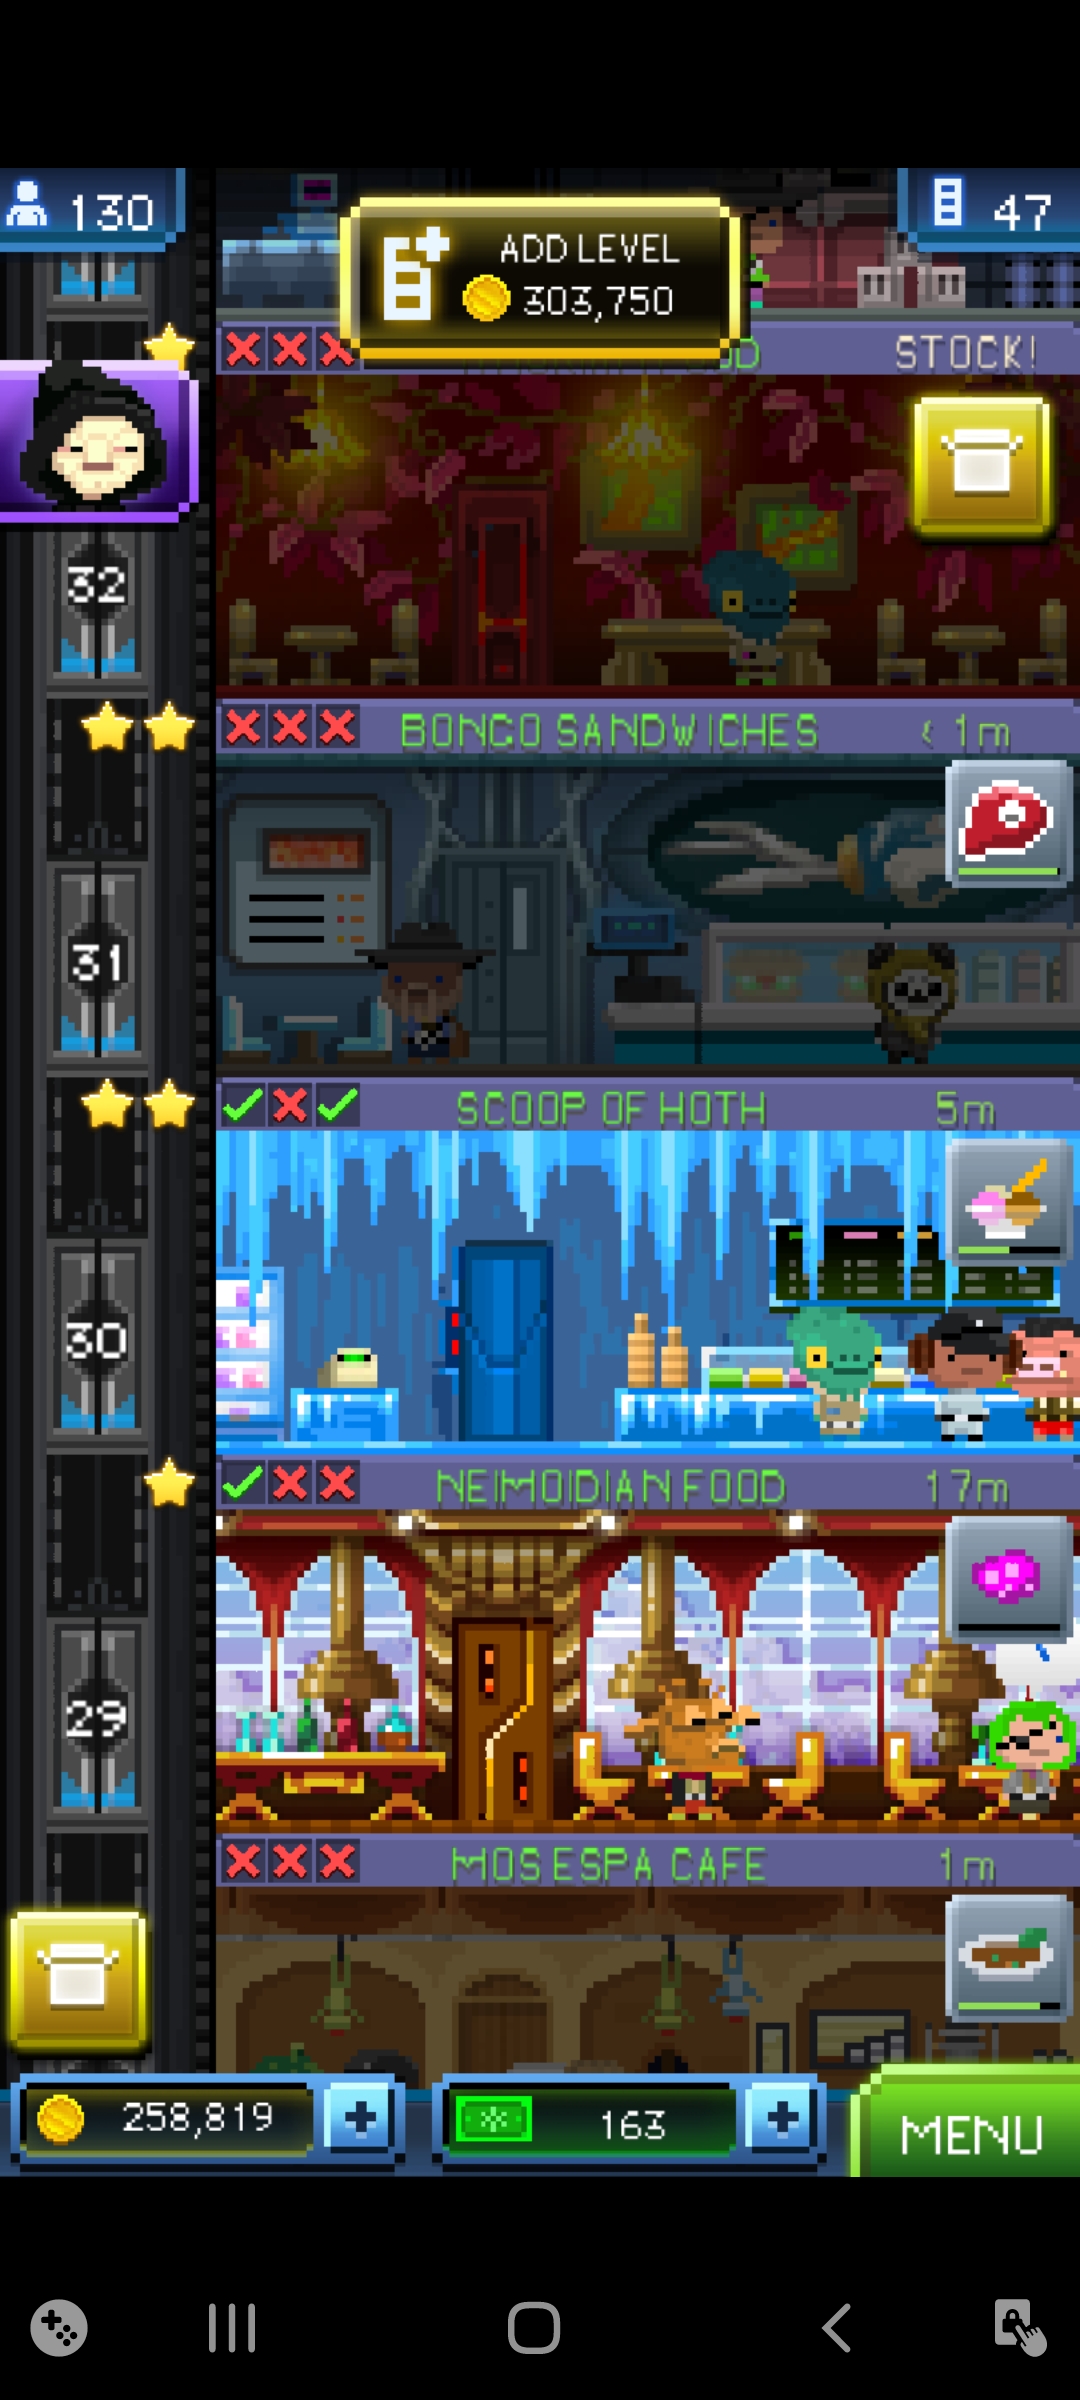 130
47
ADD LEVEL
303,750
STOCK!
32
BONGO SANDWICHES
< 1m
31
SCOOP OF HOTH
5m
30
NEIMOIDIAN FOOD
17m
29
MOS ESPA CAFE
1m
258,819
163
MENU